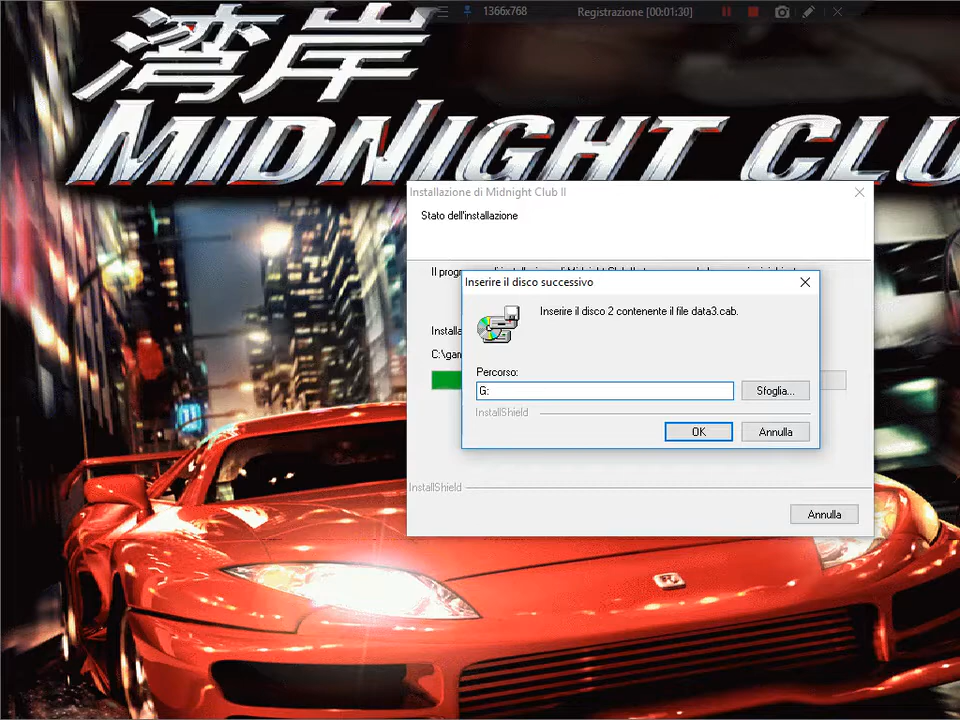 1366x768
Registrazione [00:01:30]
湾岸
MIDNIGHT CLU
Installazione di Midnight Club II
Stato dell'installazione
Il progr
Inserire il disco successivo
Inserire il disco 2 contenente il file data3.cab.
Installa
C:\gam
Percorso:
G:
Sfoglia...
InstallShield
OK
Annulla
InstallShield
Annulla